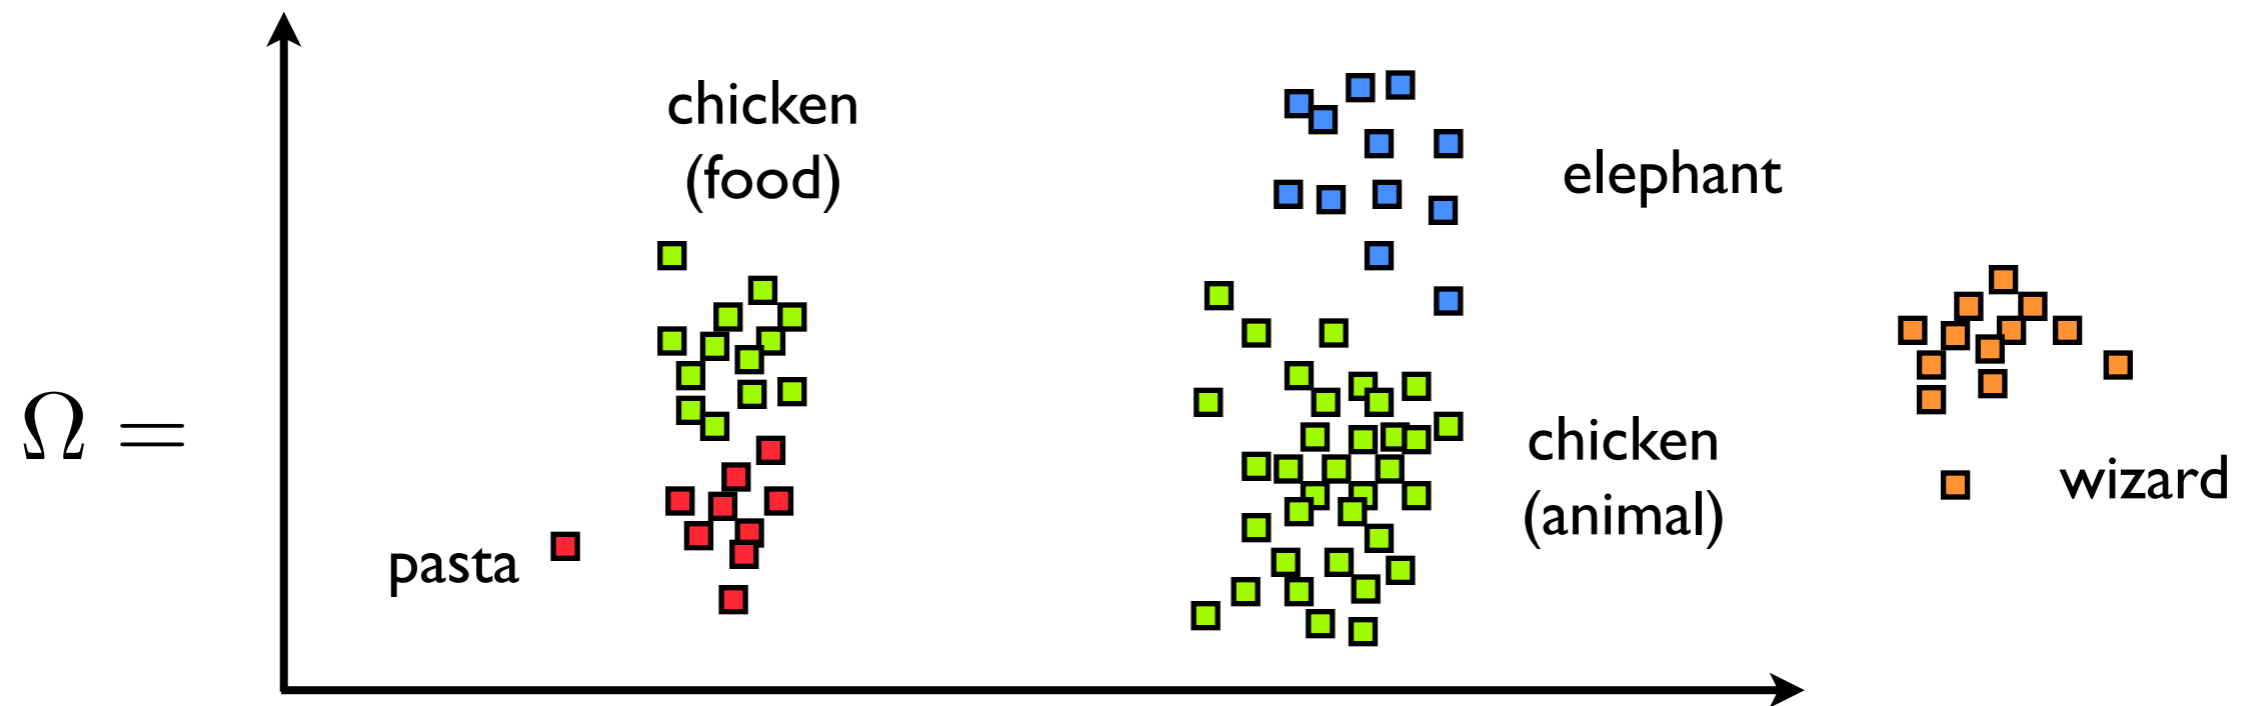 chicken
(food)
elephant
Ω =
chicken
(animal)
wizard
pasta